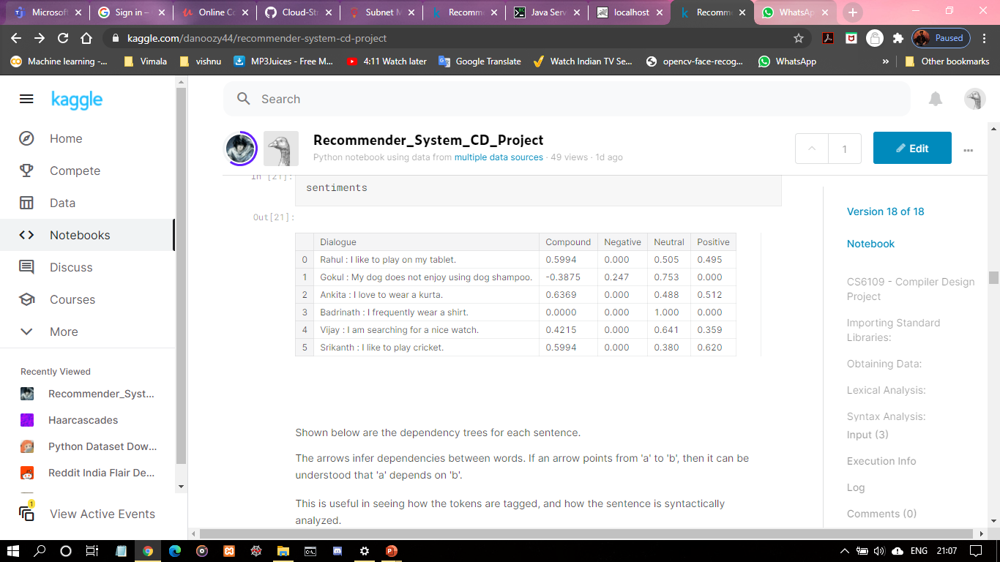 Microsoft
Sign in –
Online Co
Cloud-Str
Subnet M
Recomme
Java Serv
localhost
Recomme
WhatsAp
kaggle.com/danoozy44/recommender-system-cd-project
Paused
Machine learning -...
Vimala
vishnu
MP3Juices - Free M...
4:11 Watch later
Google Translate
Watch Indian TV Se...
opencv-face-recog...
WhatsApp
»
Other bookmarks
kaggle
Search
Home
Compete
Data
Notebooks
Discuss
Courses
More
Recently Viewed
Recommender_Syst...
Haarcascades
Python Dataset Dow...
Reddit India Flair De...
1
View Active Events
Recommender_System_CD_Project
Python notebook using data from multiple data sources · 49 views · 1d ago
1
Edit
In [21]:
sentiments
Out[21]:
Dialogue Compound Negative Neutral Positive
0 Rahul : I like to play on my tablet. 0.5994 0.000 0.505 0.495
1 Gokul : My dog does not enjoy using dog shampoo. -0.3875 0.247 0.753 0.000
2 Ankita : I love to wear a kurta. 0.6369 0.000 0.488 0.512
3 Badrinath : I frequently wear a shirt. 0.0000 0.000 1.000 0.000
4 Vijay : I am searching for a nice watch. 0.4215 0.000 0.641 0.359
5 Srikanth : I like to play cricket. 0.5994 0.000 0.380 0.620
Shown below are the dependency trees for each sentence.
The arrows infer dependencies between words. If an arrow points from 'a' to 'b', then it can be
understood that 'a' depends on 'b'.
This is useful in seeing how the tokens are tagged, and how the sentence is syntactically
analyzed.
Version 18 of 18
Notebook
CS6109 - Compiler Design
Project
Importing Standard
Libraries:
Obtaining Data:
Lexical Analysis:
Syntax Analysis:
Input (3)
Execution Info
Log
Comments (0)
ENG
21:07